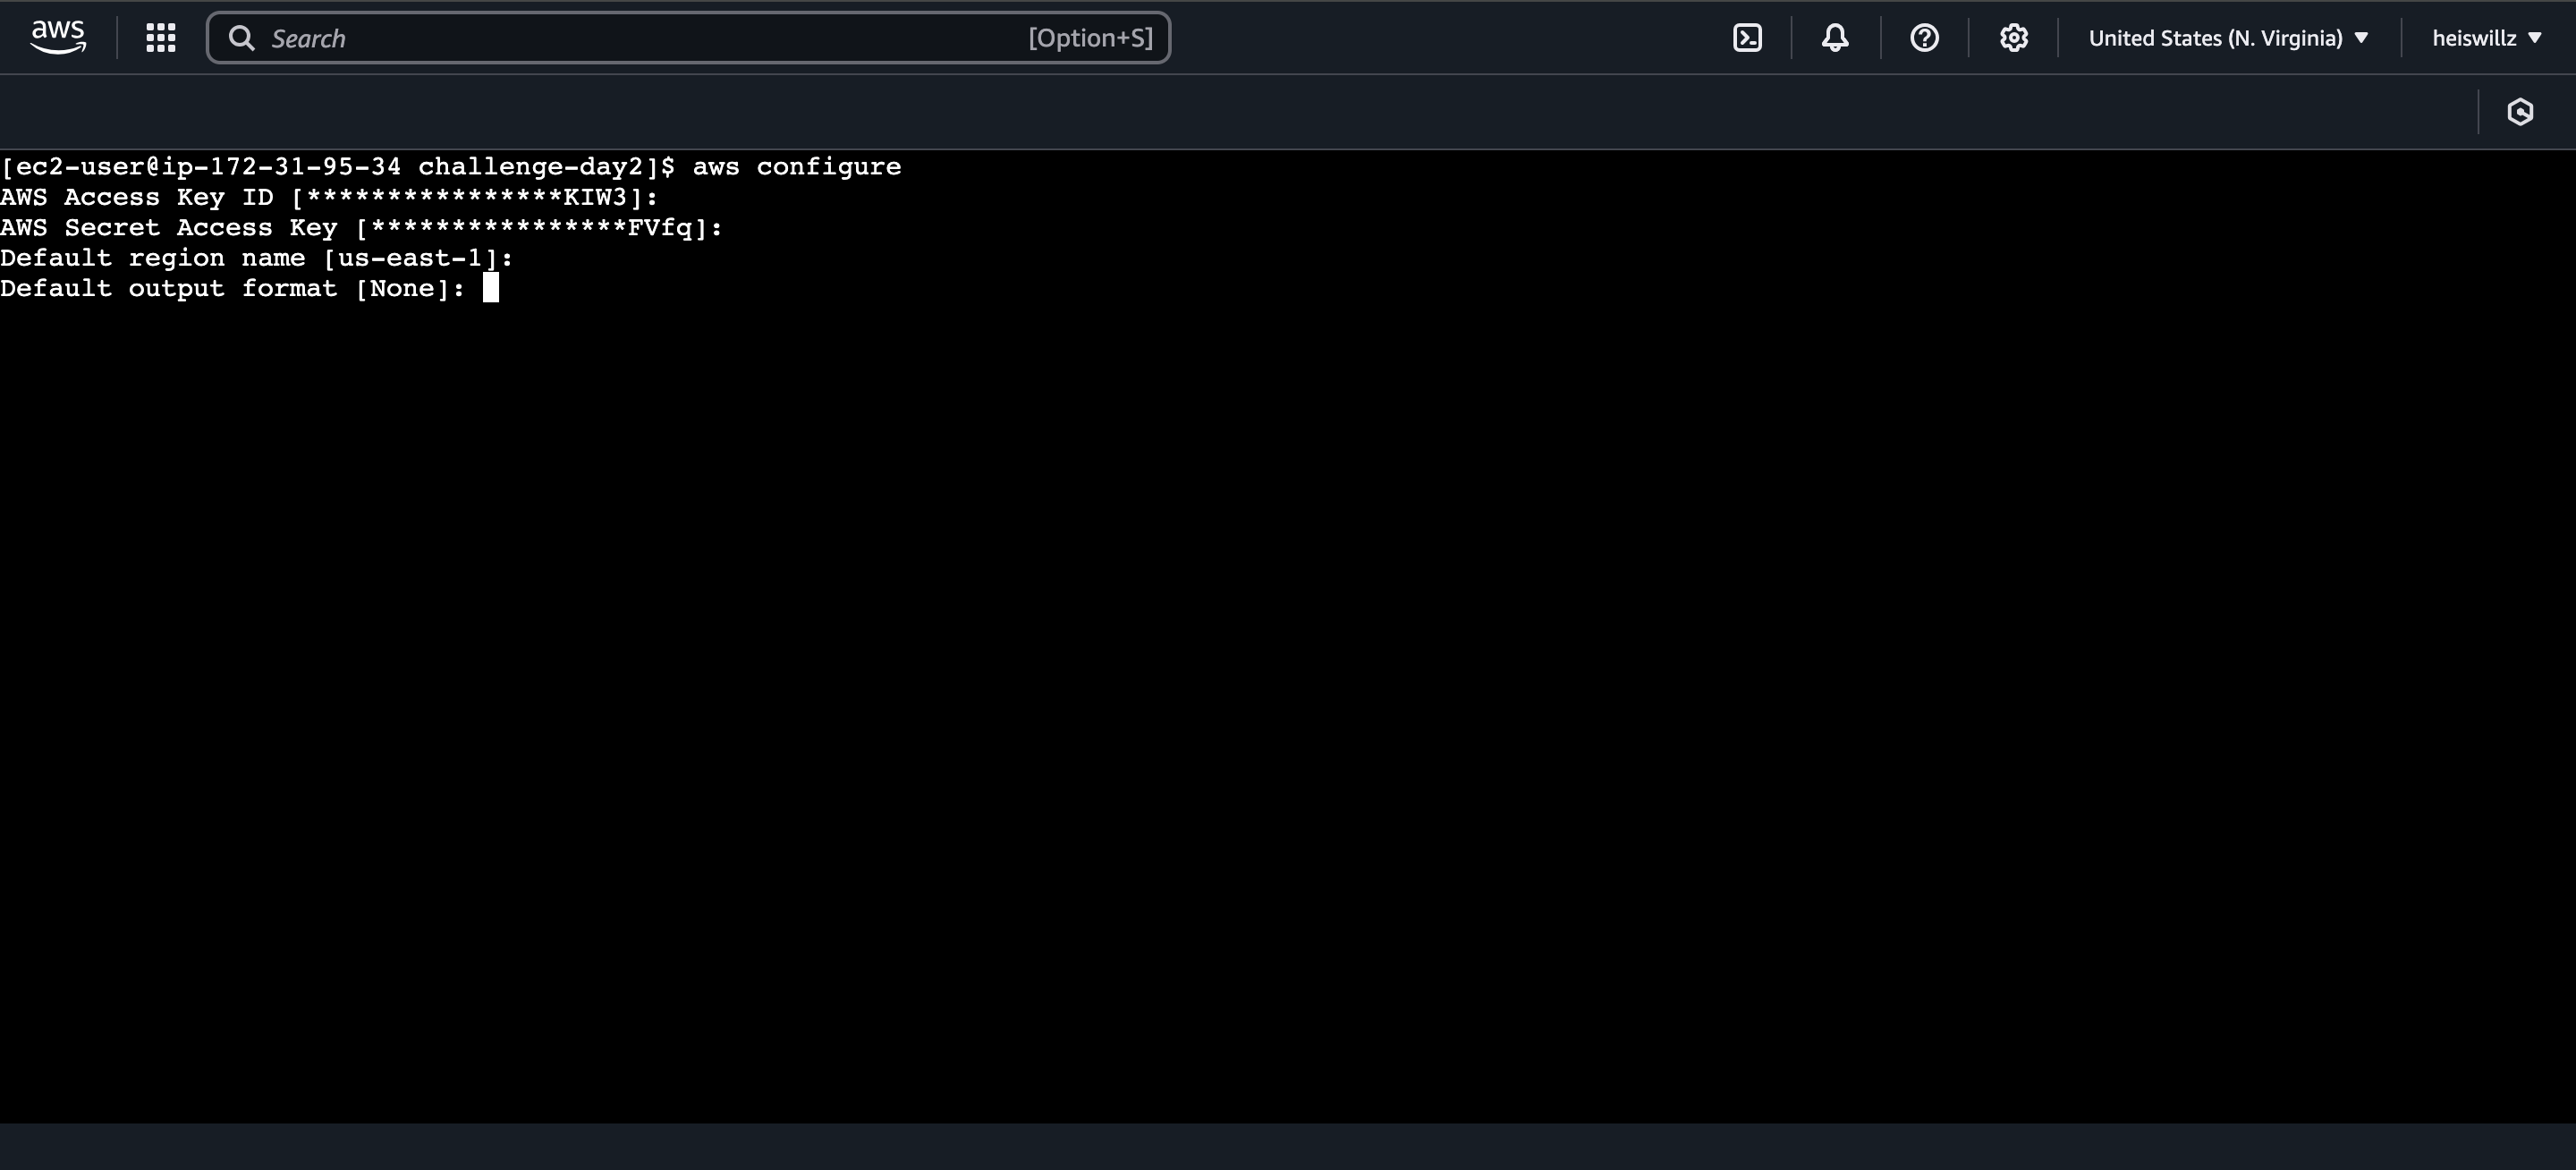 aws
Search [Option+S] United States (N. Virginia) heiswillz
[ec2-user@ip-172-31-95-34 challenge-day2]$ aws configure
AWS Access Key ID [****************KIW3]:
AWS Secret Access Key [****************FVfq]:
Default region name [us-east-1]:
Default output format [None]: